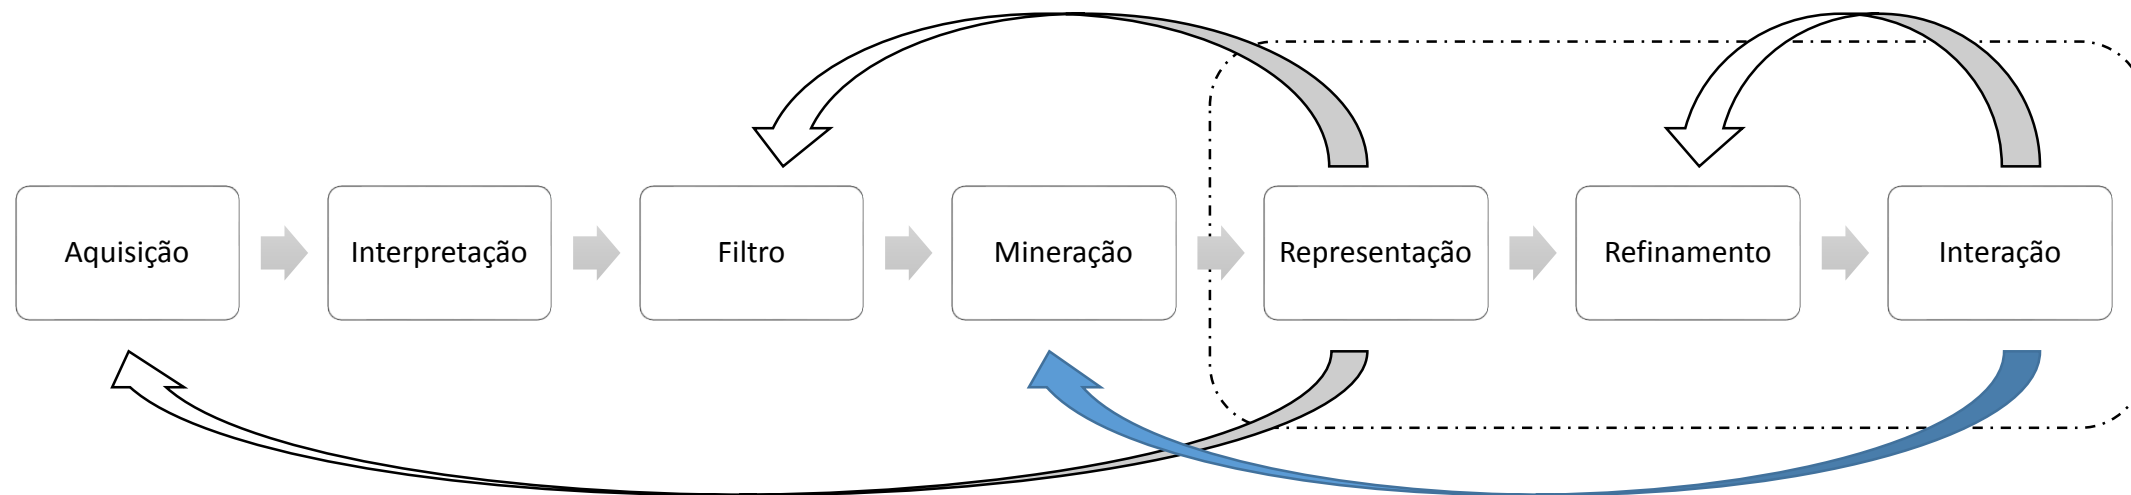 Aquisição
Interpretação
Filtro
Mineração
Representação
Refinamento
Interação